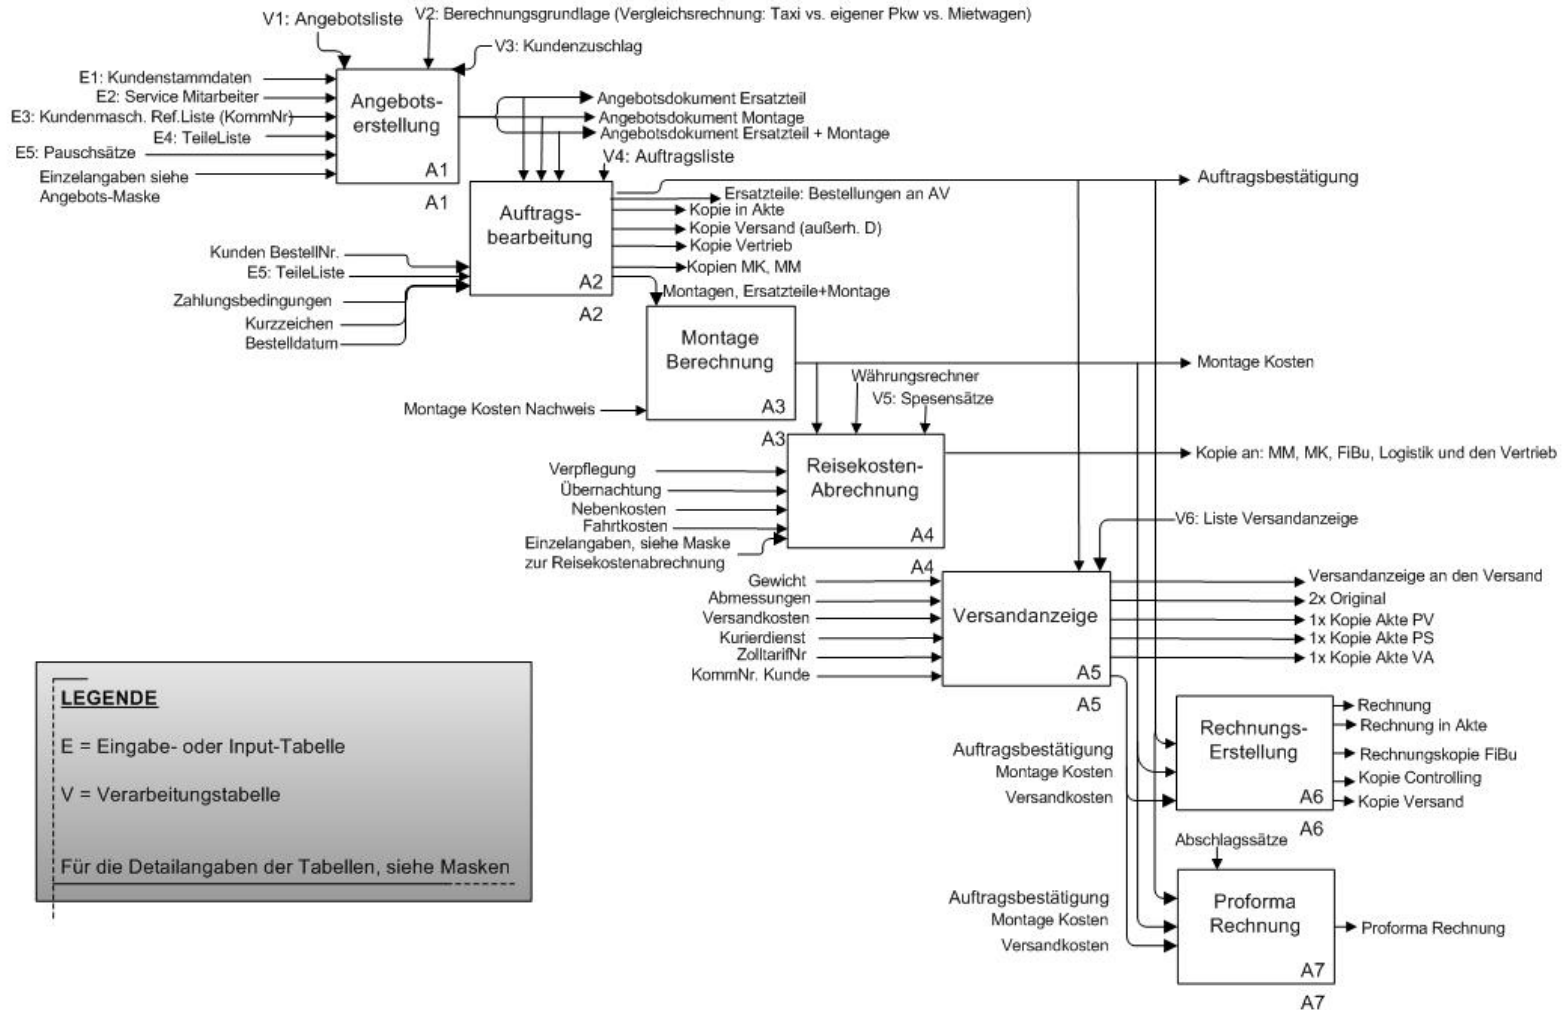 V1: Angebotsliste
V2: Berechnungsgrundlage (Vergleichsrechnung: Taxi vs. eigener Pkw vs. Mietwagen)
V3: Kundenzuschlag
E1: Kundenstammdaten
E2: Service Mitarbeiter
E3: Kundenmasch. Ref.Liste (KommNr)
E4: TeileListe
E5: Pauschsätze
Einzelangaben siehe
Angebots-Maske
Angebots-
erstellung
A1
A1
Angebotsdokument Ersatzteil
Angebotsdokument Montage
Angebotsdokument Ersatzteil + Montage
V4: Auftragsliste
Auftrags-
bearbeitung
A2
A2
Kunden BestellNr.
E5: TeileListe
Zahlungsbedingungen
Kurzzeichen
Bestelldatum
Auftragsbestätigung
Ersatzteile: Bestellungen an AV
Kopie in Akte
Kopie Versand (außerh. D)
Kopie Vertrieb
Kopien MK, MM
Montagen, Ersatzteile+Montage
Montage
Berechnung
A3
A3
Montage Kosten Nachweis
Montage Kosten
Währungsrechner
V5: Spesensätze
Reisekosten-
Abrechnung
A4
A4
Verpflegung
Übernachtung
Nebenkosten
Fahrtkosten
Einzelangaben, siehe Maske
zur Reisekostenabrechnung
Kopie an: MM, MK, FiBu, Logistik und den Vertrieb
V6: Liste Versandanzeige
Versandanzeige
A5
A5
Gewicht
Abmessungen
Versandkosten
Kurierdienst
ZolltarifNr
KommNr. Kunde
Versandanzeige an den Versand
2x Original
1x Kopie Akte PV
1x Kopie Akte PS
1x Kopie Akte VA
Rechnungs-
Erstellung
A6
A6
Auftragsbestätigung
Montage Kosten
Versandkosten
Rechnung
Rechnung in Akte
Rechnungskopie FiBu
Kopie Controlling
Kopie Versand
Abschlagssätze
Proforma
Rechnung
A7
A7
Auftragsbestätigung
Montage Kosten
Versandkosten
Proforma Rechnung
LEGENDE
E = Eingabe- oder Input-Tabelle
V = Verarbeitungstabelle
Für die Detailangaben der Tabellen, siehe Masken